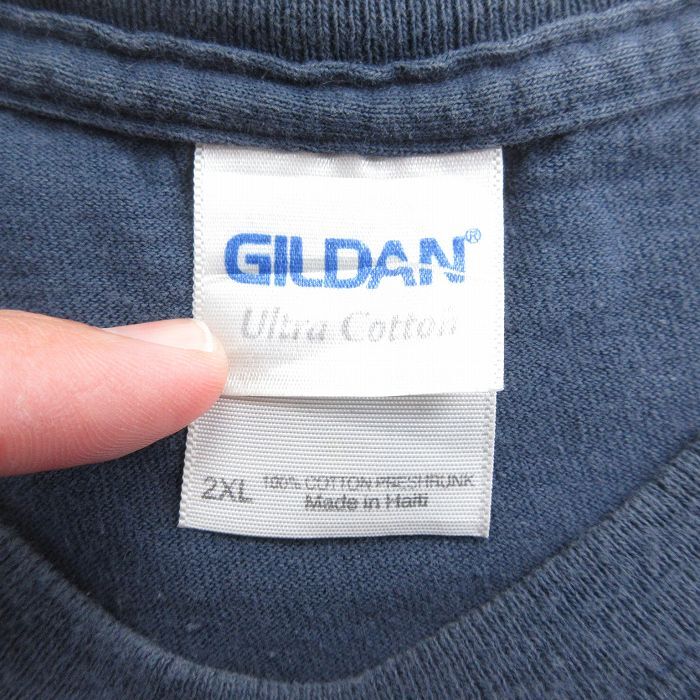 GILDAN®
Ultra Cotton
2XL 100% COTTON PRESHRUNK
Made in Haiti